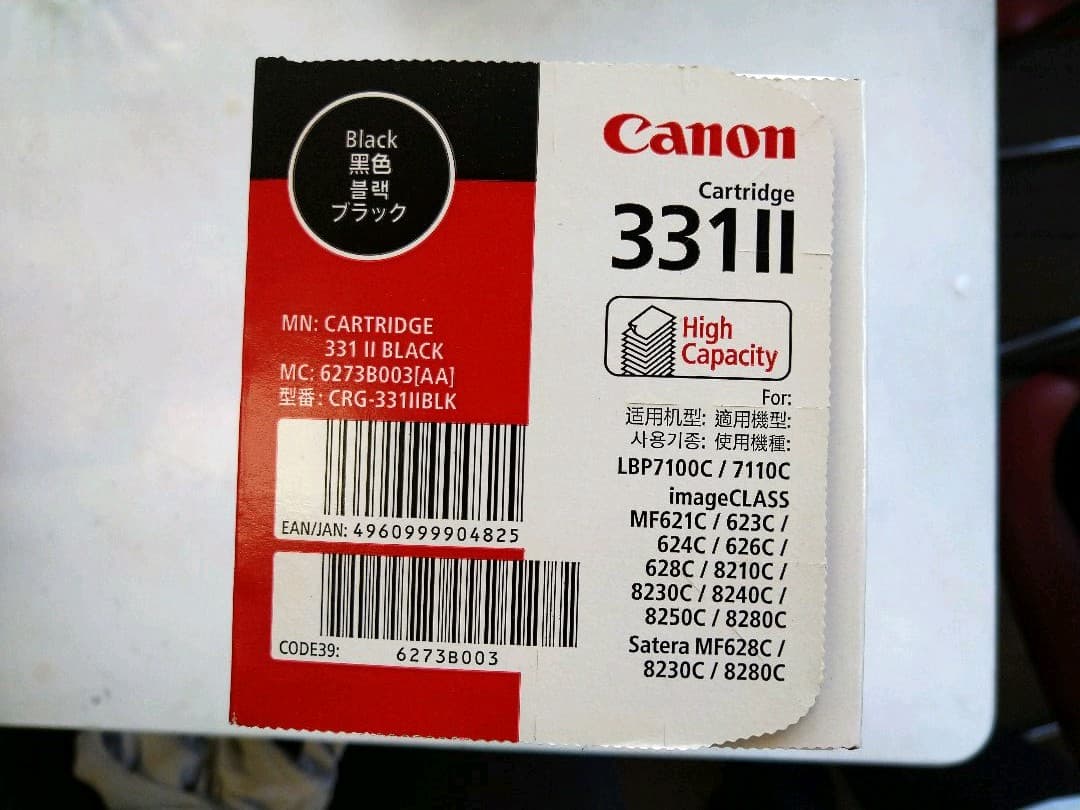 Black
黑色
블랙
ブラック
MN: CARTRIDGE
331 II BLACK
MC: 6273B003[AA]
型番: CRG-331IIBLK
EAN/JAN: 4960999904825
CODE39:
6273B003
Canon
Cartridge
331II
High
Capacity
For:
适用机型: 適用機型:
사용기종: 使用機種:
LBP7100C / 7110C
imageCLASS
MF621C / 623C /
624C / 626C /
628C / 8210C /
8230C / 8240C /
8250C / 8280C
Satera MF628C /
8230C / 8280C